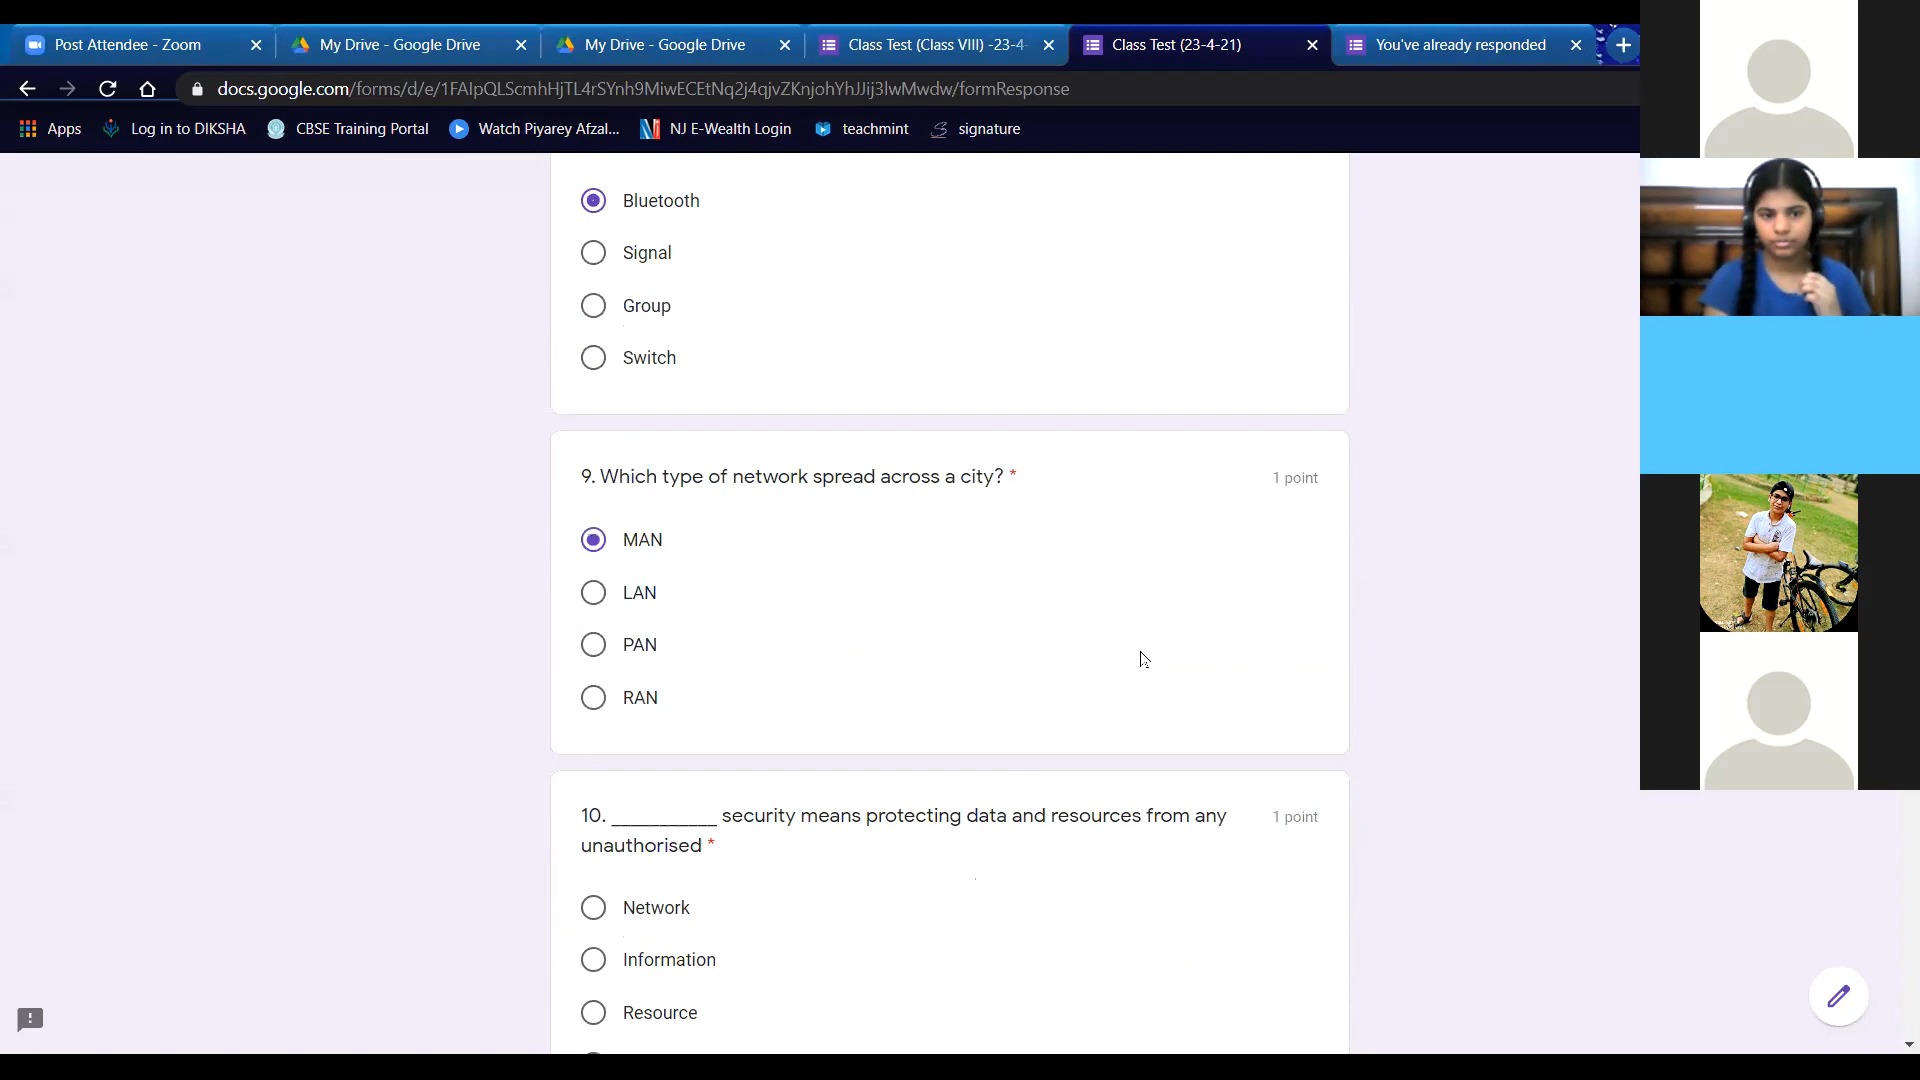 Post Attendee - Zoom
My Drive - Google Drive
My Drive - Google Drive
Class Test (Class VIII) -23-4-
Class Test (23-4-21)
You've already responded
docs.google.com/forms/d/e/1FAIpQLScmhHjTL4rSYnh9MiwECEtNq2j4qjvZKnjohYhJJij3lwMwdw/formResponse
Apps
Log in to DIKSHA
CBSE Training Portal
Watch Piyarey Afzal...
NJ E-Wealth Login
teachmint
signature
Bluetooth
Signal
Group
Switch
9. Which type of network spread across a city? *
1 point
MAN
LAN
PAN
RAN
10. ___________ security means protecting data and resources from any
unauthorised *
1 point
Network
Information
Resource